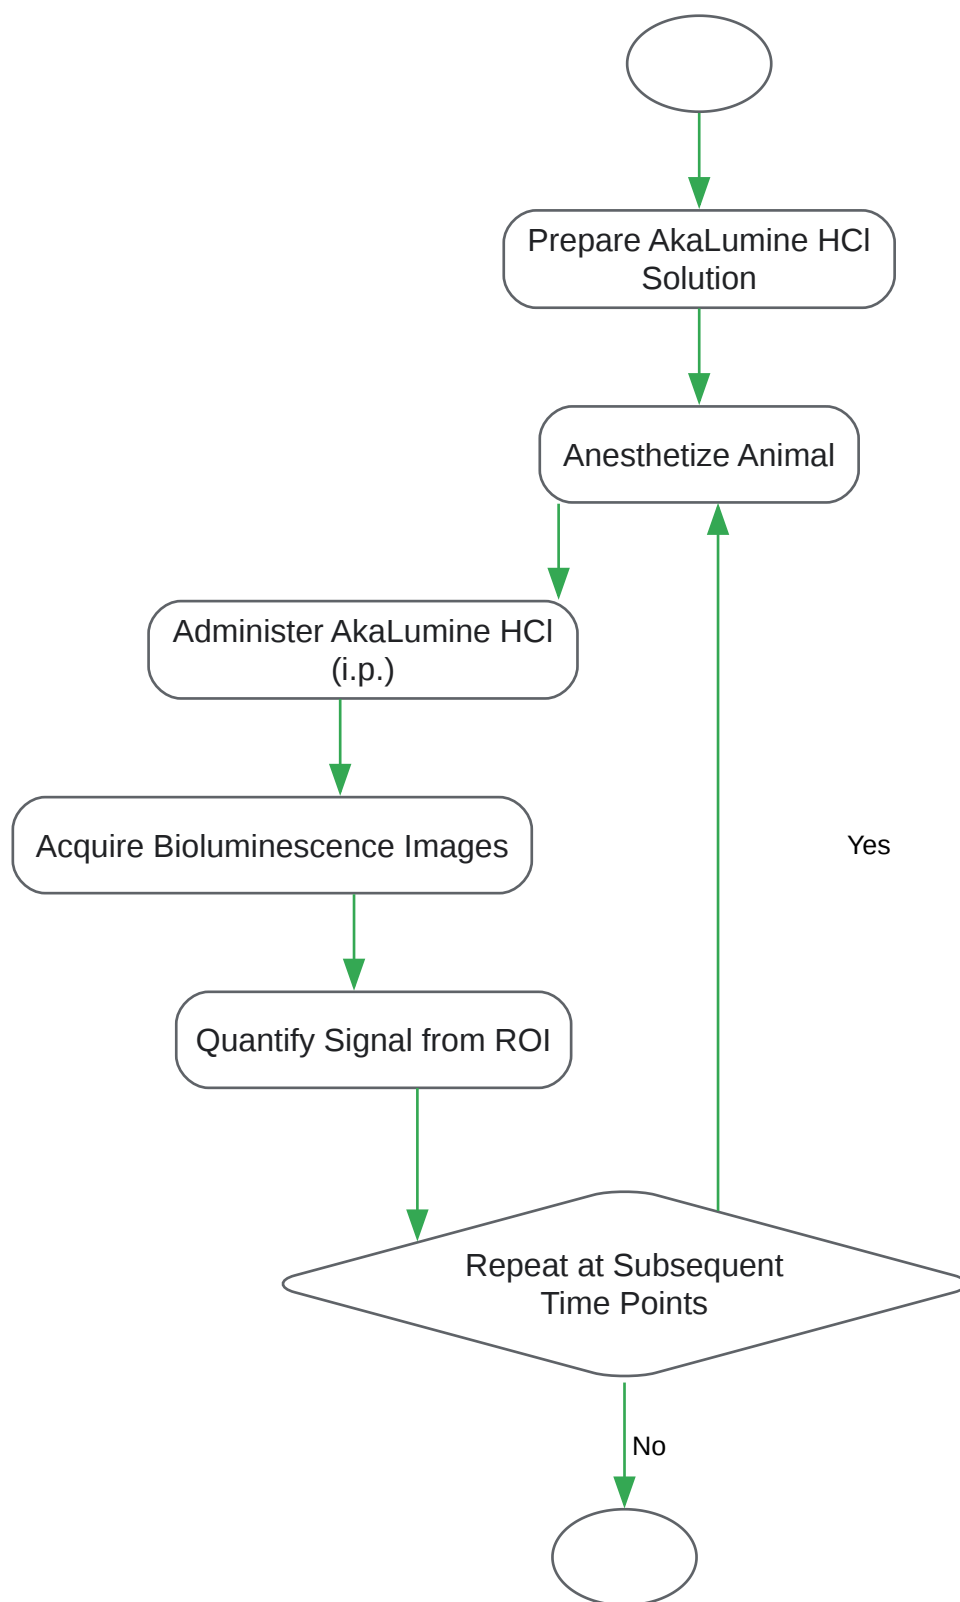 Prepare AkaLumine HCl
Solution
Anesthetize Animal
Administer AkaLumine HCl
(i.p.)
Acquire Bioluminescence Images
Yes
Quantify Signal from ROI
Repeat at Subsequent
Time Points
No